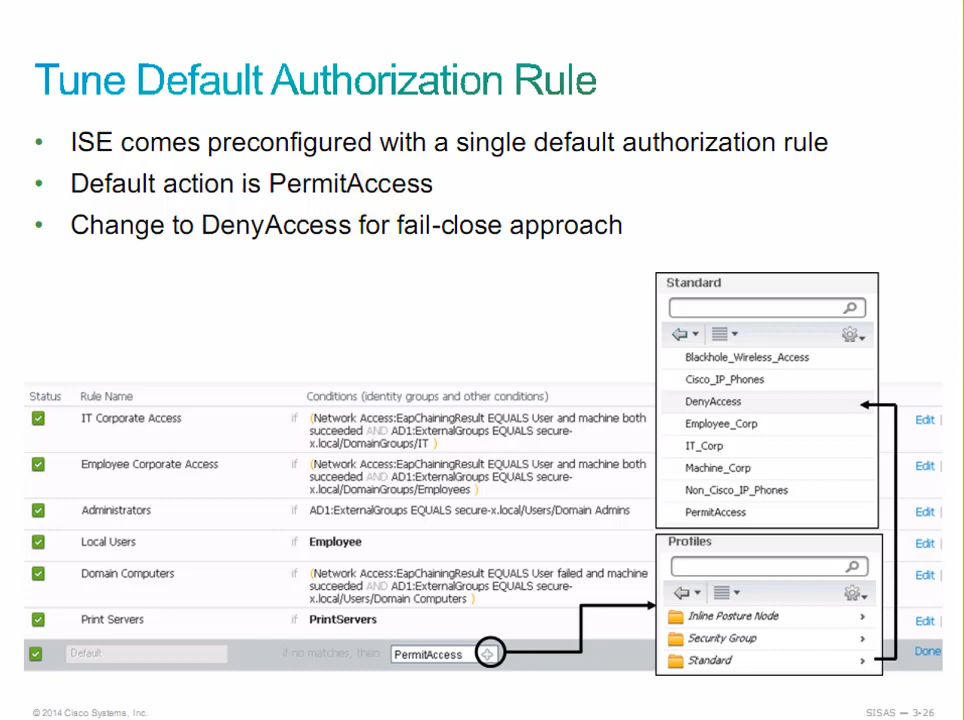 Tune Default Authorization Rule
• ISE comes preconfigured with a single default authorization rule
• Default action is PermitAccess
• Change to DenyAccess for fail-close approach
Standard
Blackhole_Wireless_Access
Cisco_IP_Phones
DenyAccess
Employee_Corp
IT_Corp
Machine_Corp
Non_Cisco_IP_Phones
PermitAccess
Profiles
Inline Posture Node
Security Group
Standard
Status Rule Name Conditions (identity groups and other conditions)
IT Corporate Access if (Network Access:EapChainingResult EQUALS User and machine both
succeeded AND AD1:ExternalGroups EQUALS secure-
x.local/DomainGroups/IT ) Edit |
Employee Corporate Access if (Network Access:EapChainingResult EQUALS User and machine both
succeeded AND AD1:ExternalGroups EQUALS secure-
x.local/DomainGroups/Employees ) Edit |
Administrators if AD1:ExternalGroups EQUALS secure-x.local/Users/Domain Admins Edit |
Local Users if Employee Edit |
Domain Computers if (Network Access:EapChainingResult EQUALS User failed and machine
succeeded AND AD1:ExternalGroups EQUALS secure-
x.local/Users/Domain Computers ) Edit |
Print Servers if PrintServers Edit |
Default if no matches, then PermitAccess Done
© 2014 Cisco Systems, Inc.
SISAS — 3-26